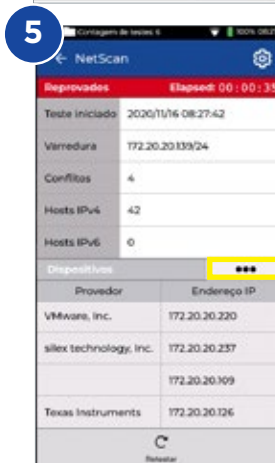 5
Contagem de testes 6 100% 08:27
← NetScan
Reprovados Elapsed: 00:00:35
Teste iniciado 2020/11/16 08:27:42
Varredura 172.20.20.139/24
Conflitos 4
Hosts IPv4 42
Hosts IPv6 0
Dispositivos •••
Provedor Endereço IP
VMware, Inc. 172.20.20.220
silex technology, Inc. 172.20.20.237
172.20.20.109
Texas Instruments 172.20.20.126
Retestar